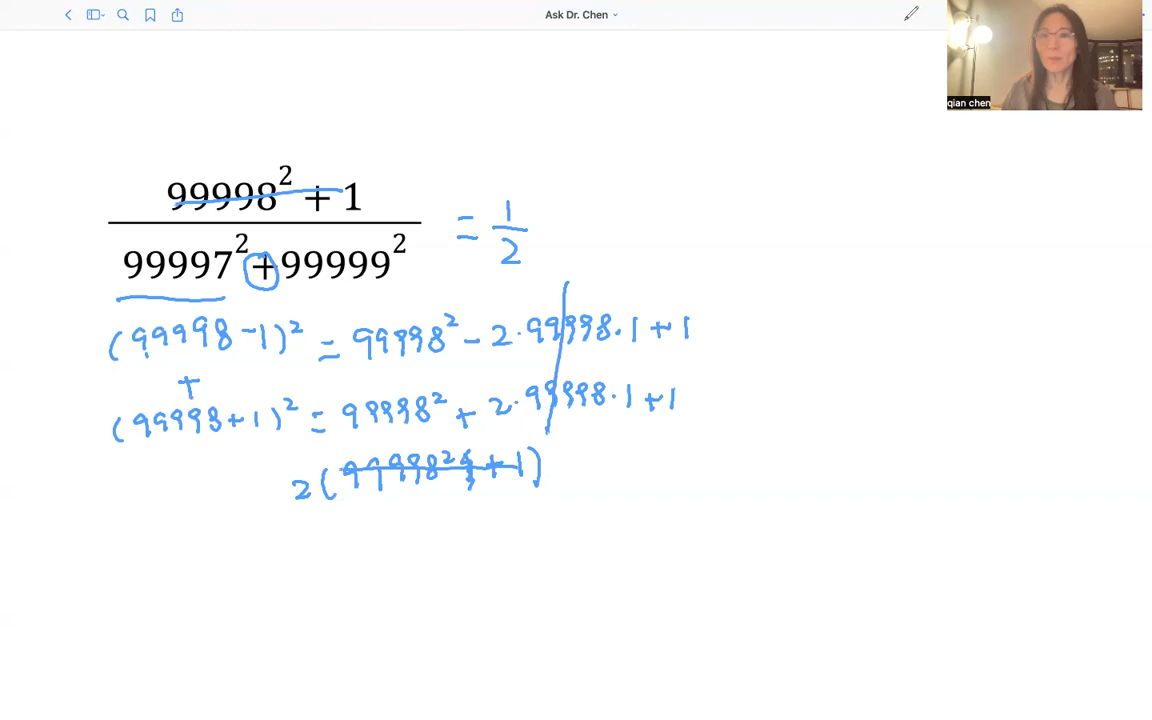 Ask Dr. Chen
qian chen
99998² + 1
99997² + 99999²
= 1/2
(99998 - 1)² = 99998² - 2 · 99998 · 1 + 1
+
(99998 + 1)² = 99998² + 2 · 99998 · 1 + 1
2(99998² + 1)